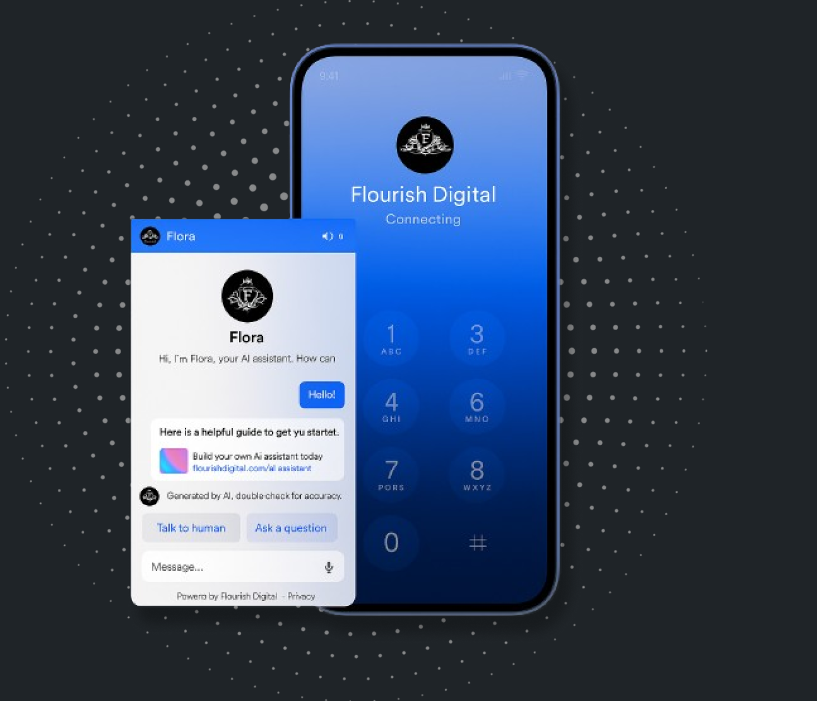 9:41
F
Flourish Digital
Connecting
1
ABC
3
DEF
4
GHI
6
MNO
7
PORS
8
WXYZ
0
#
Flora
F
Flora
Hi, I'm Flora, your AI assistant. How can
Hello!
Here is a helpful guide to get yu startet.
Build your own Ai assistant today
flourishdigital.com/ai assistant
Generated by AI, double check for accuracy.
Talk to human
Ask a question
Message...
Powero by Flourish Digital - Privacy